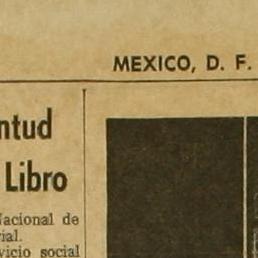 MEXICO, D. F.
ntud
Libro
Nacional de
ial.
vicio social